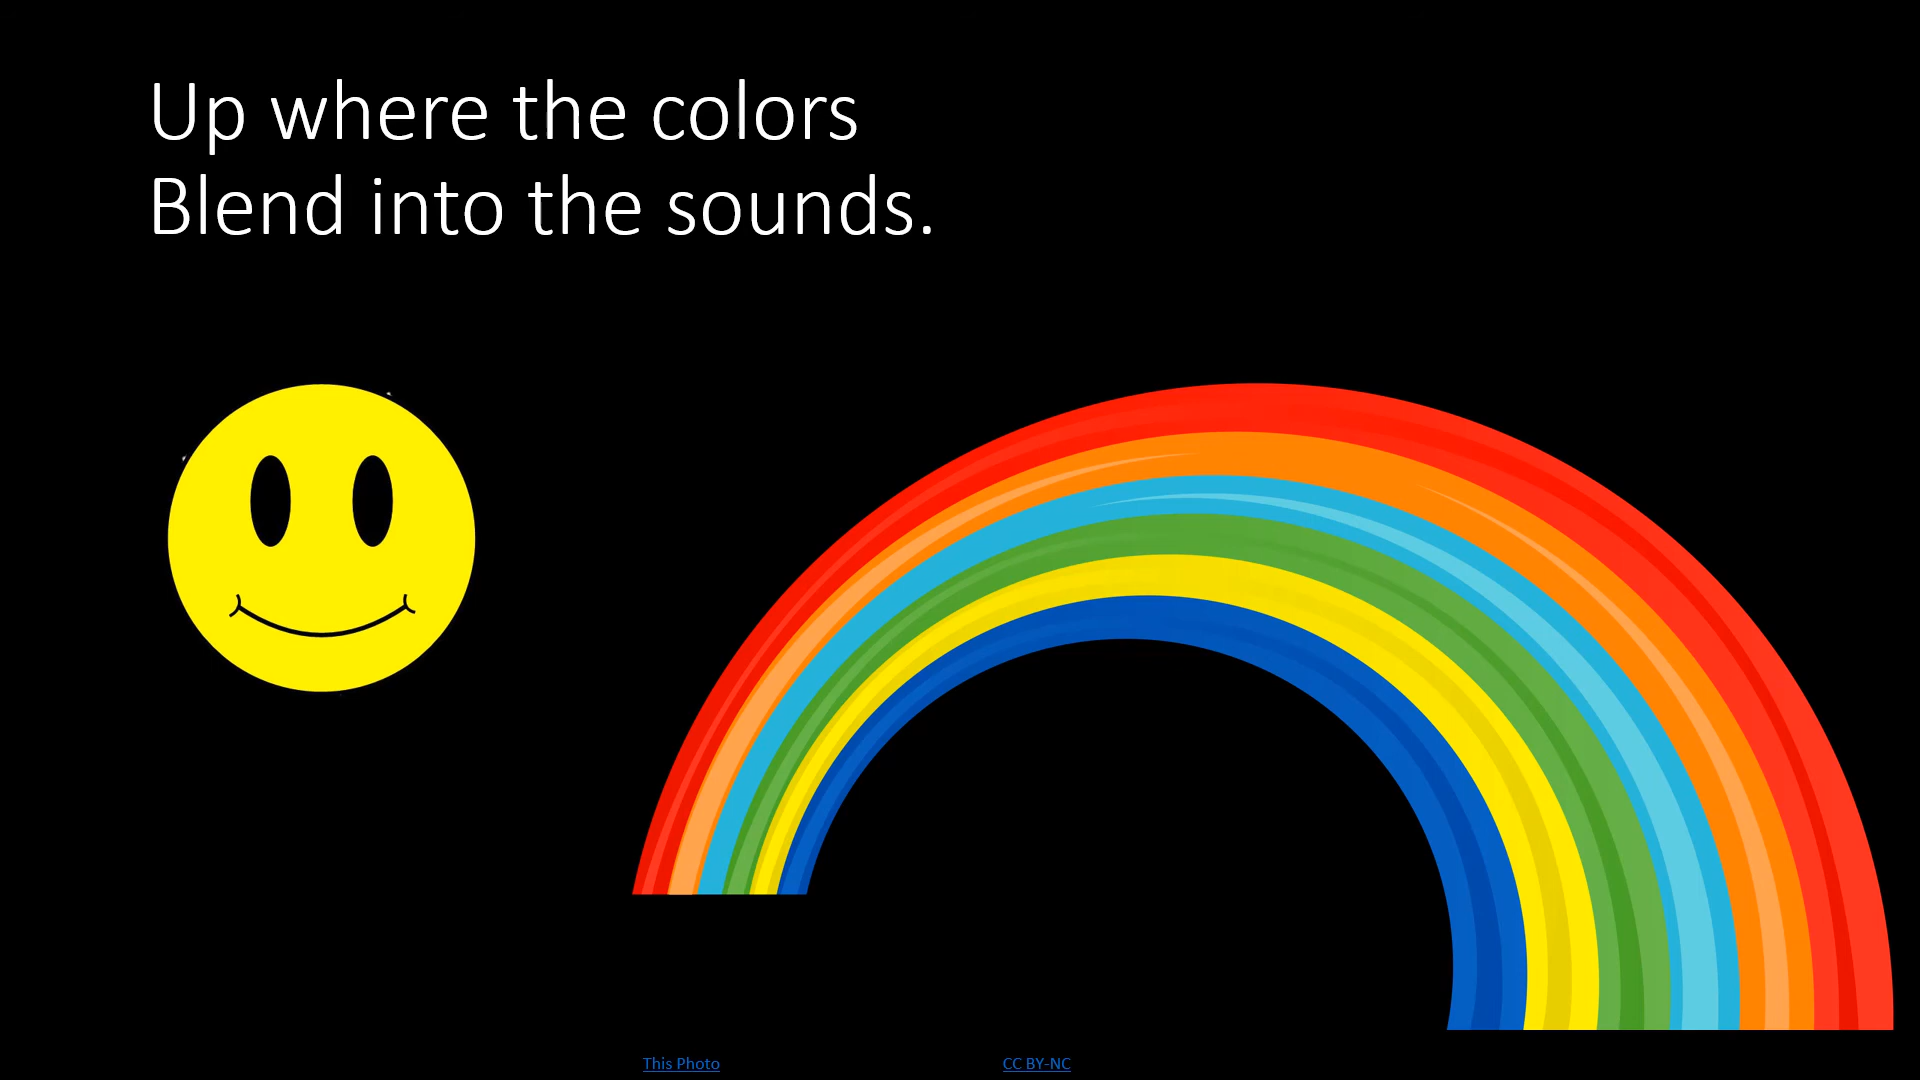 Up where the colors
Blend into the sounds.
This Photo CC BY-NC